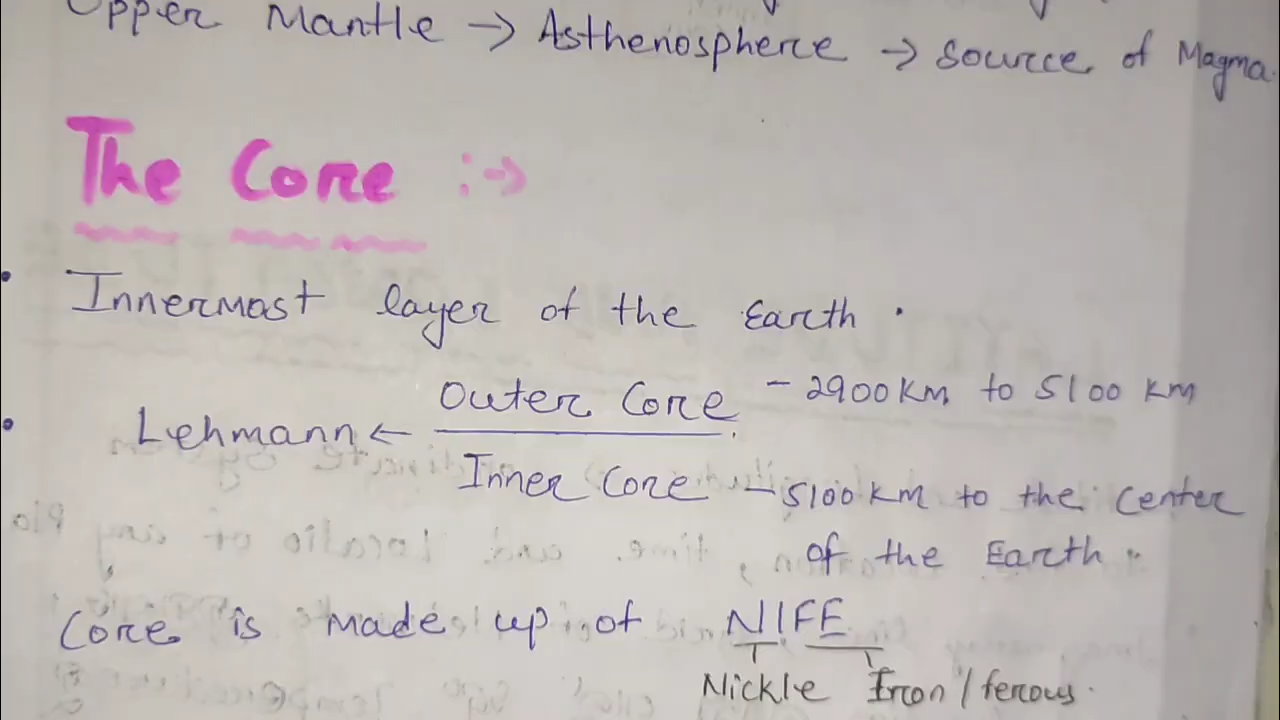 Upper Mantle → Asthenosphere → Source of Magma
The Core :→
• Innermost layer of the Earth.
Outer Core - 2900 Km to 5100 Km
• Lehmann ←
Inner Core - 5100 Km to the Center
of the Earth
Core is made up of NIFE
Nickle Iron / ferous.